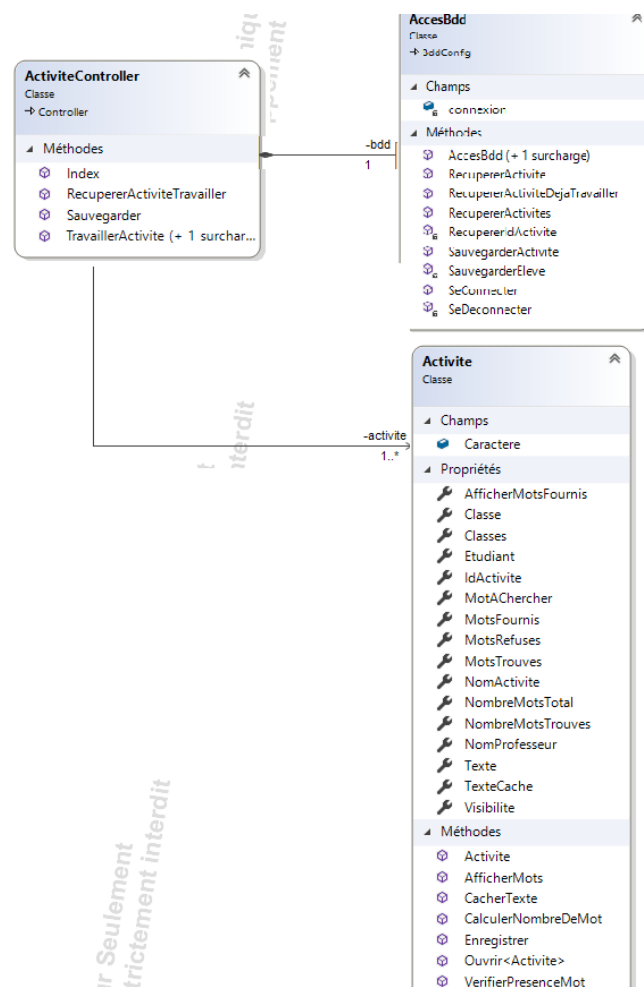 ActiviteController
Classe
Controller
Méthodes
Index
RecupererActiviteTravailler
Sauvegarder
TravaillerActivite (+ 1 surchar...
-bdd
1
AccesBdd
Classe
BddConfig
Champs
connexion
Méthodes
AccesBdd (+ 1 surcharge)
RecupererActivite
RecupererActiviteDejaTravailler
RecupererActivites
RecupererIdActivite
SauvegarderActivite
SauvegarderEleve
SeConnecter
SeDeconnecter
-activite
1..*
Activite
Classe
Champs
Caractere
Propriétés
AfficherMotsFournis
Classe
Classes
Etudiant
IdActivite
MotAChercher
MotsFournis
MotsRefuses
MotsTrouves
NomActivite
NombreMotsTotal
NombreMotsTrouves
NomProfesseur
Texte
TexteCache
Visibilite
Méthodes
Activite
AfficherMots
CacherTexte
CalculerNombreDeMot
Enregistrer
Ouvrir<Activite>
VerifierPresenceMot
Seulement
interdit